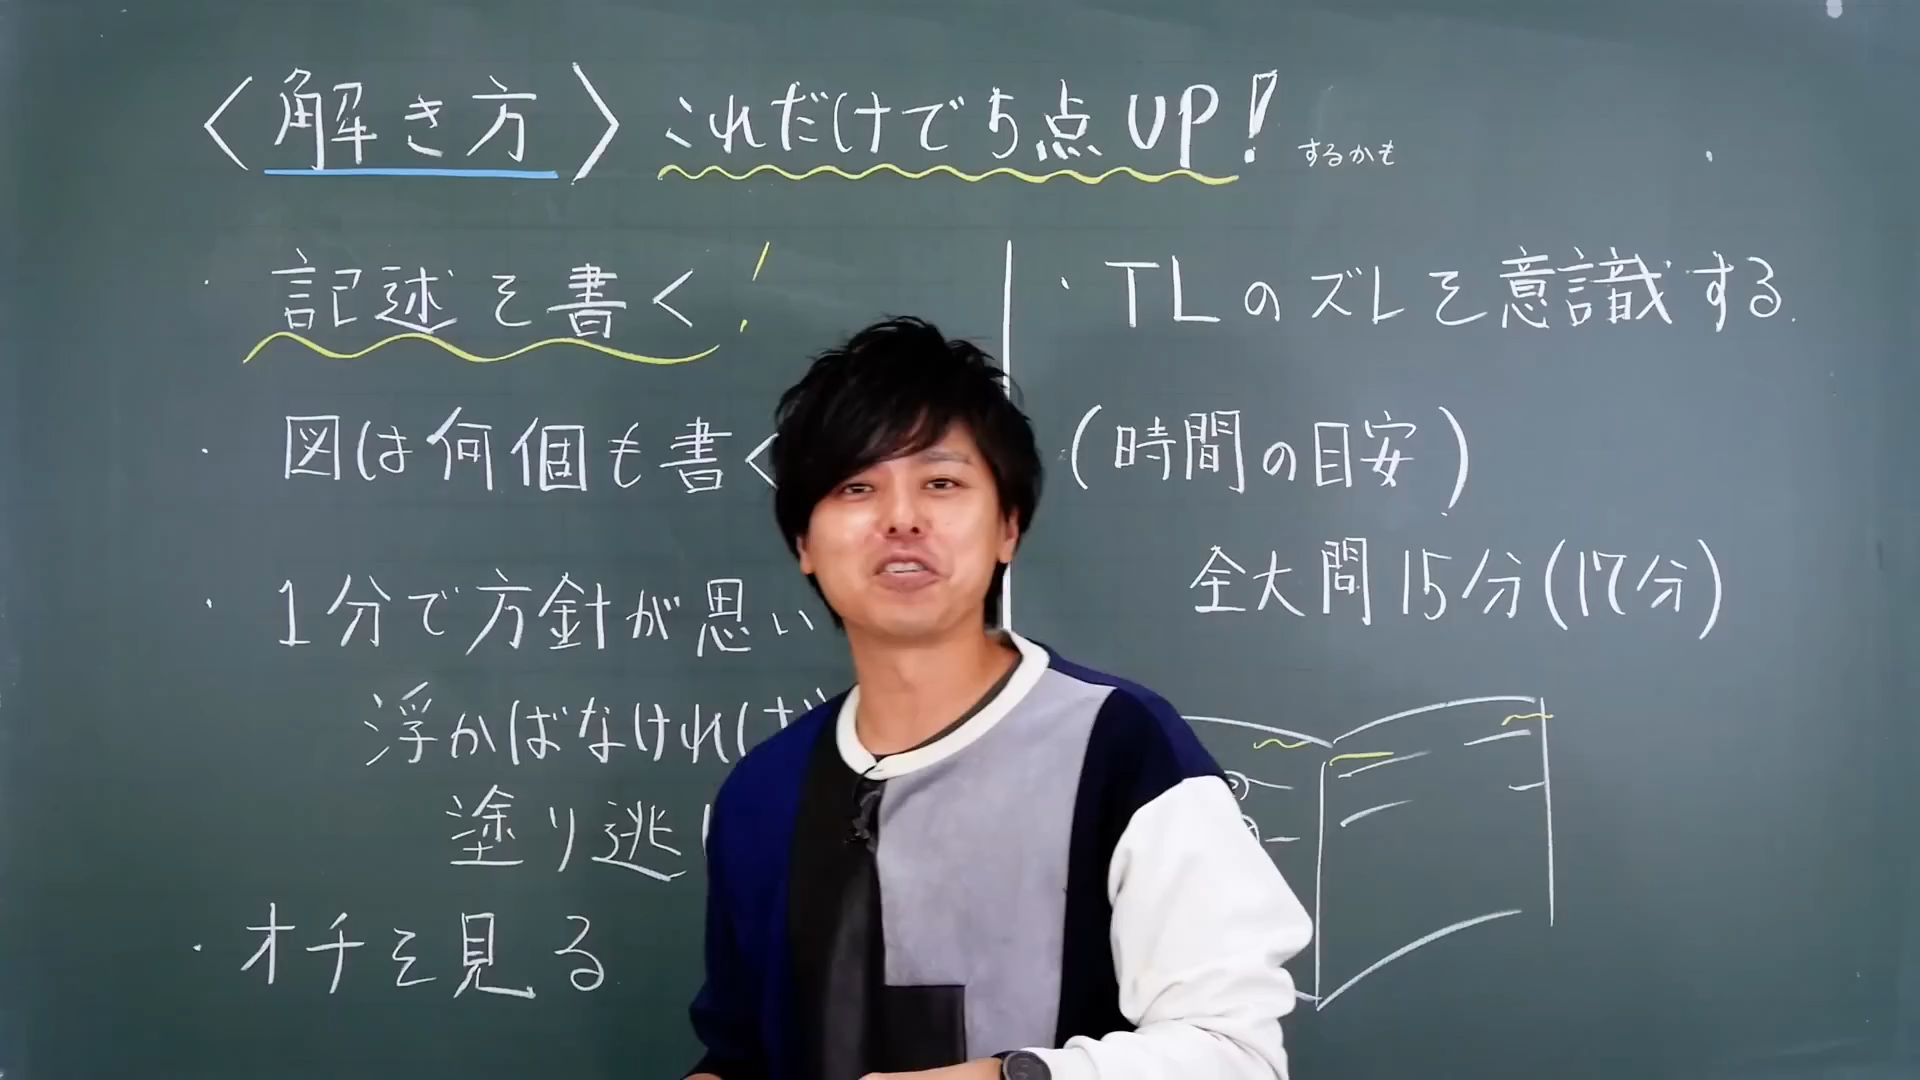 〈解き方〉これだけで5点UP!するかも
・記述を書く!
・図は何個も書く
・1分で方針が思い
浮かばなければ
塗り逃
・オチを見る
・TLのズレを意識する.
(時間の目安)
全大問15分(17分)